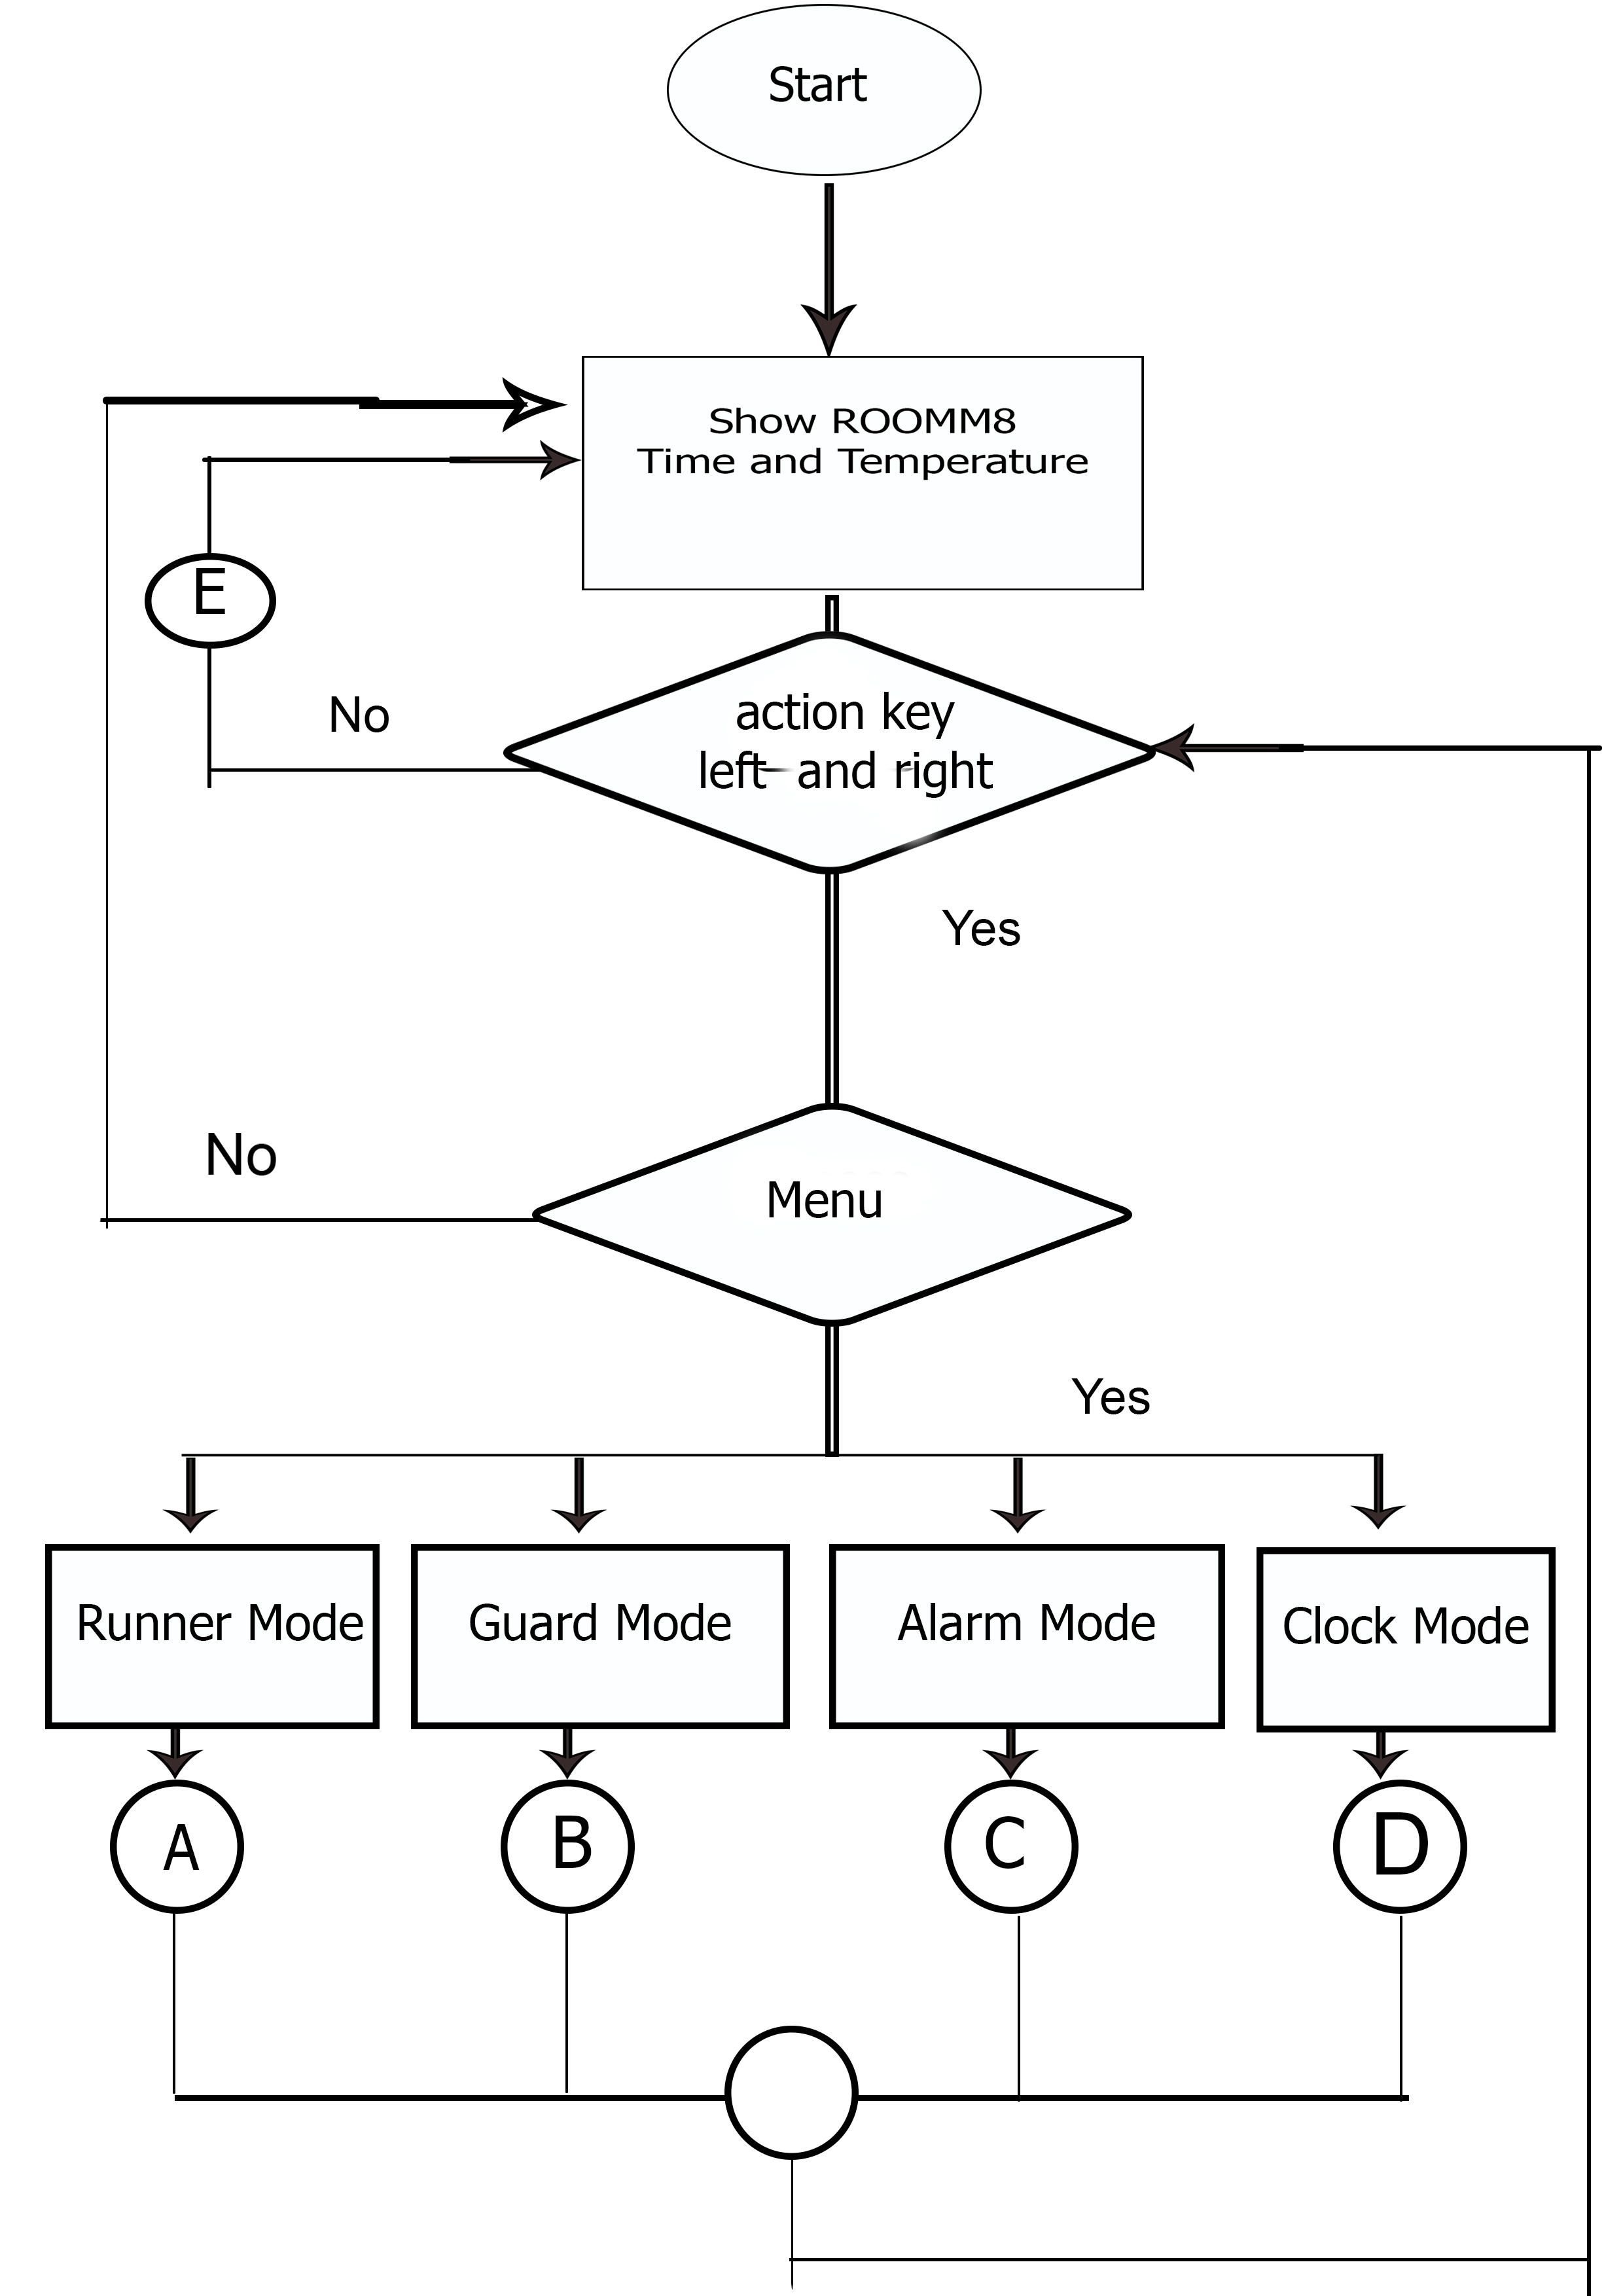 Start
Show ROOMM8
Time and Temperature
E
No
action key
left and right
Yes
No
Menu
Yes
Runner Mode
Guard Mode
Alarm Mode
Clock Mode
A
B
C
D